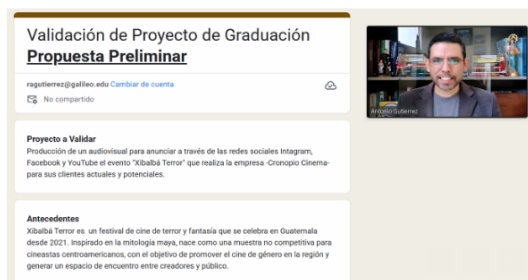 Validación de Proyecto de Graduación
Propuesta Preliminar
ragutierrez@galileo.edu Cambiar de cuenta
No compartido
Proyecto a Validar
Producción de un audiovisual para anunciar a través de las redes sociales Intagram,
Facebook y YouTube el evento "Xibalbá Terror" que realiza la empresa -Cronopio Cinema-
para sus clientes actuales y potenciales.
Antecedentes
Xibalbá Terror es un festival de cine de terror y fantasía que se celebra en Guatemala
desde 2021. Inspirado en la mitología maya, nace como una muestra no competitiva para
cineastas centroamericanos, con el objetivo de promover el cine de género en la región y
generar un espacio de encuentro entre creadores y público.
Antonio Gutierrez